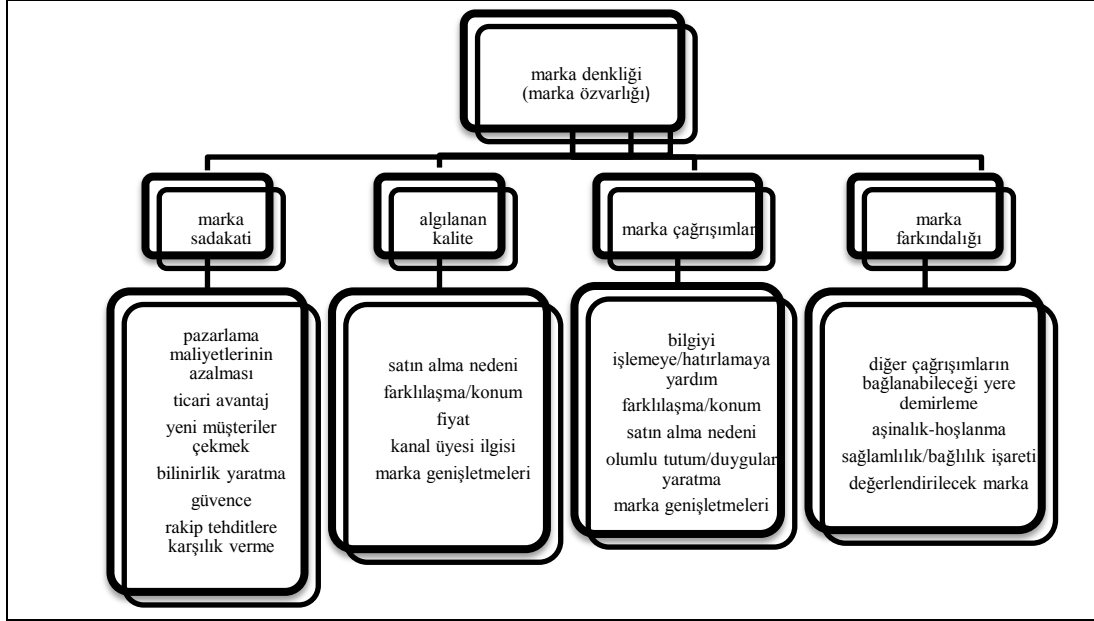 marka denkliği
(marka özvarlığı)
marka
sadakati
algılanan
kalite
marka çağrışımlar
marka
farkındalığı
pazarlama
maliyetlerinin
azalması
ticari avantaj
yeni müşteriler
çekmek
bilinirlik yaratma
güvence
rakip tehditlere
karşılık verme
satın alma nedeni
farklılaşma/konum
fiyat
kanal üyesi ilgisi
marka genişletmeleri
bilgiyi
işlemeye/hatırlamaya
yardım
farklılaşma/konum
satın alma nedeni
olumlu tutum/duygular
yaratma
marka genişletmeleri
diğer çağrışımların
bağlanabileceği yere
demirleme
aşinalık-hoşlanma
sağlamlılık/bağlılık işareti
değerlendirilecek marka